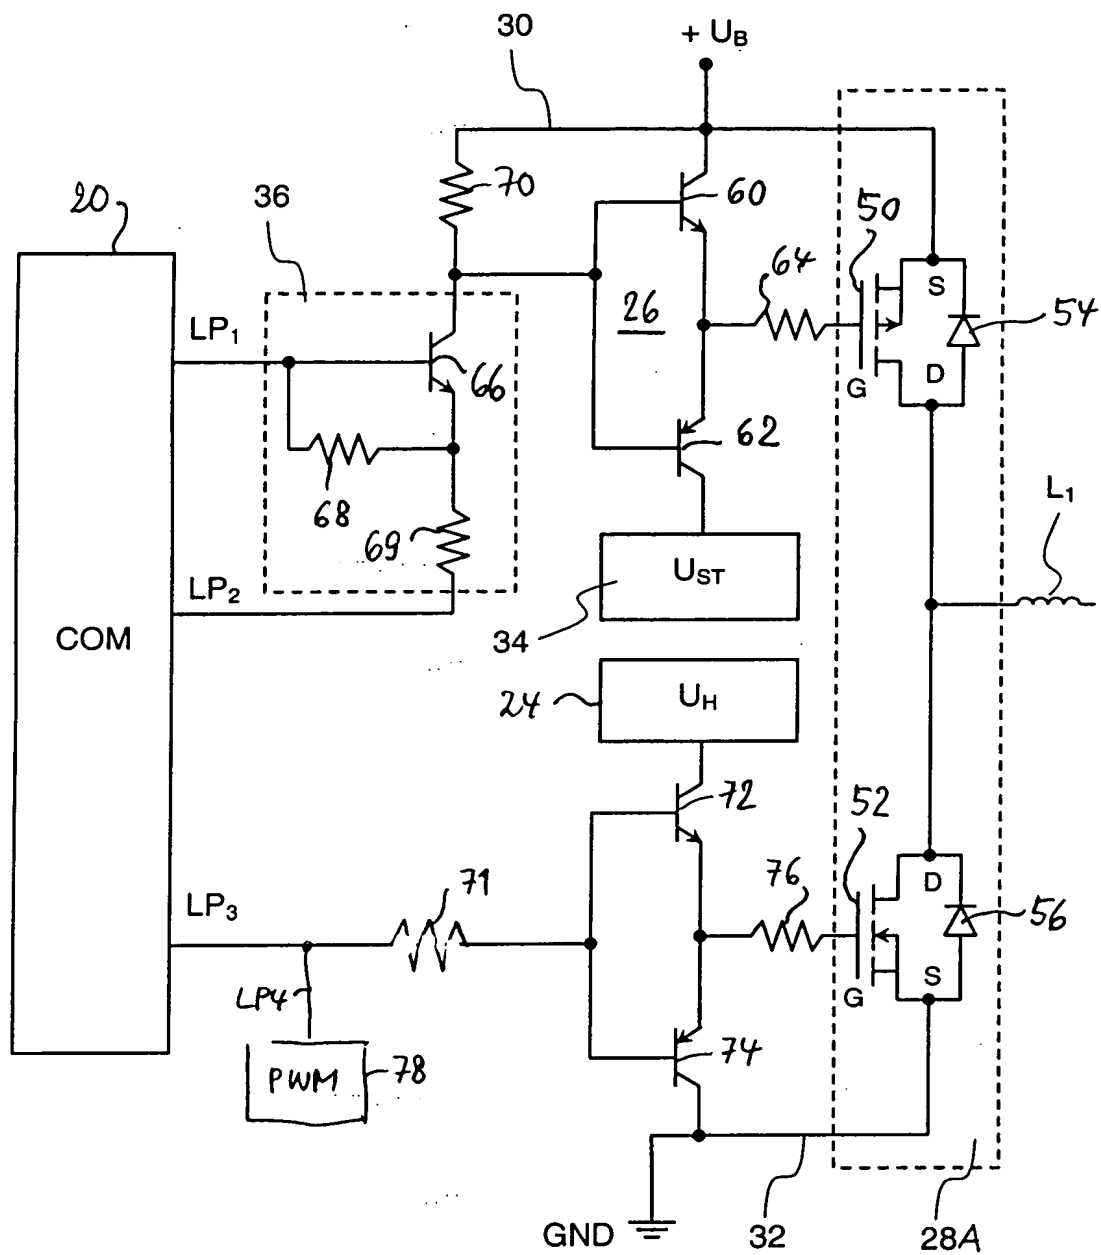 30
+ U_B
20
36
70
60
50
64
LP₁
26
S
54
66
G
D
62
68
L₁
69
LP₂
U_ST
COM
34
24
U_H
72
52
71
76
LP₃
D
56
LP4
G
S
PWM
78
74
GND
32
28A